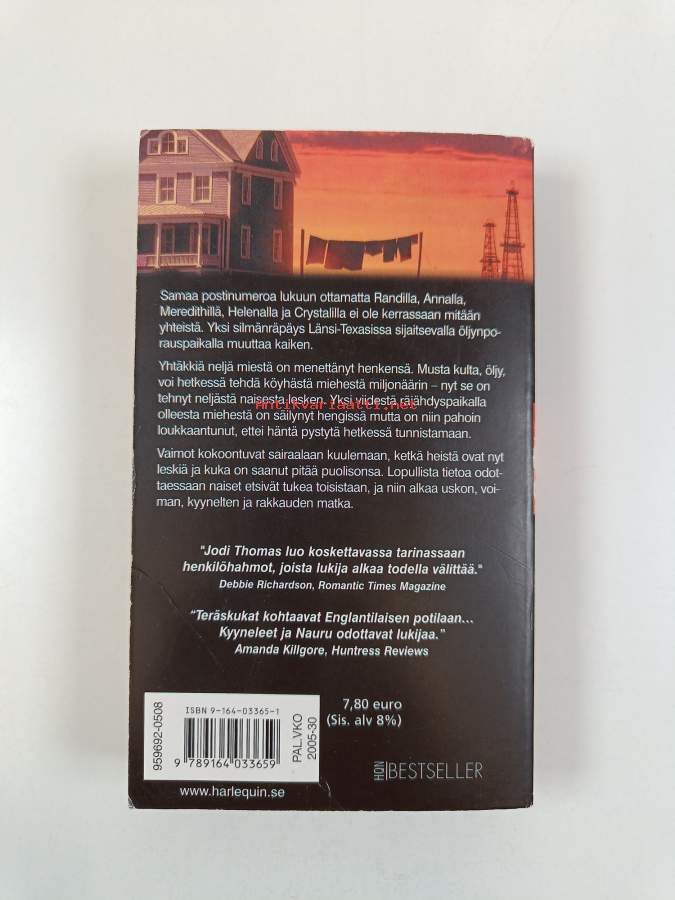 Samaa postinumeroa lukuun ottamatta Randilla, Annalla,
Meredithillä, Helenalla ja Crystalilla ei ole kerrassaan mitään
yhteistä. Yksi silmänräpäys Länsi-Texasissa sijaitsevalla öljynpo-
rauspaikalla muuttaa kaiken.
Yhtäkkiä neljä miestä on menettänyt henkensä. Musta kulta, öljy,
voi hetkessä tehdä köyhästä miehestä miljonäärin – nyt se on
tehnyt neljästä naisesta lesken. Yksi viidestä räjähdyspaikalla
Antikvariaatti.net
olleesta miehestä on säilynyt hengissä mutta on niin pahoin
loukkaantunut, ettei häntä pystytä hetkessä tunnistamaan.
Vaimot kokoontuvat sairaalaan kuulemaan, ketkä heistä ovat nyt
leskiä ja kuka on saanut pitää puolisonsa. Lopullista tietoa odot-
taessaan naiset etsivät tukea toisistaan, ja niin alkaa uskon, voi-
man, kyynelten ja rakkauden matka.
"Jodi Thomas luo koskettavassa tarinassaan
henkilöhahmot, joista lukija alkaa todella välittää."
Debbie Richardson, Romantic Times Magazine
"Teräskukat kohtaavat Englantilaisen potilaan...
Kyyneleet ja Nauru odottavat lukijaa."
Amanda Killgore, Huntress Reviews
959692-0508
ISBN 9-164-03365-1
9 789164 033659
PAL.VKO
2005-30
www.harlequin.se
7,80 euro
(Sis. alv 8%)
HQN BESTSELLER